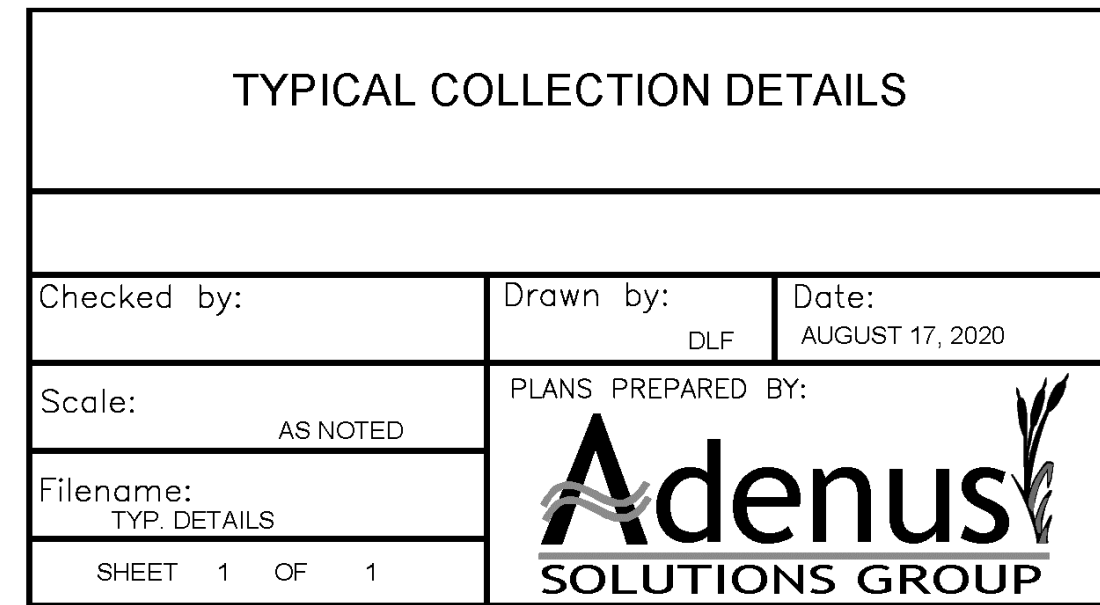 TYPICAL COLLECTION DETAILS
Checked by:
Drawn by:
DLF
Date:
AUGUST 17, 2020
Scale:
AS NOTED
Filename:
TYP. DETAILS
SHEET 1 OF 1
PLANS PREPARED BY:
Adenus
SOLUTIONS GROUP